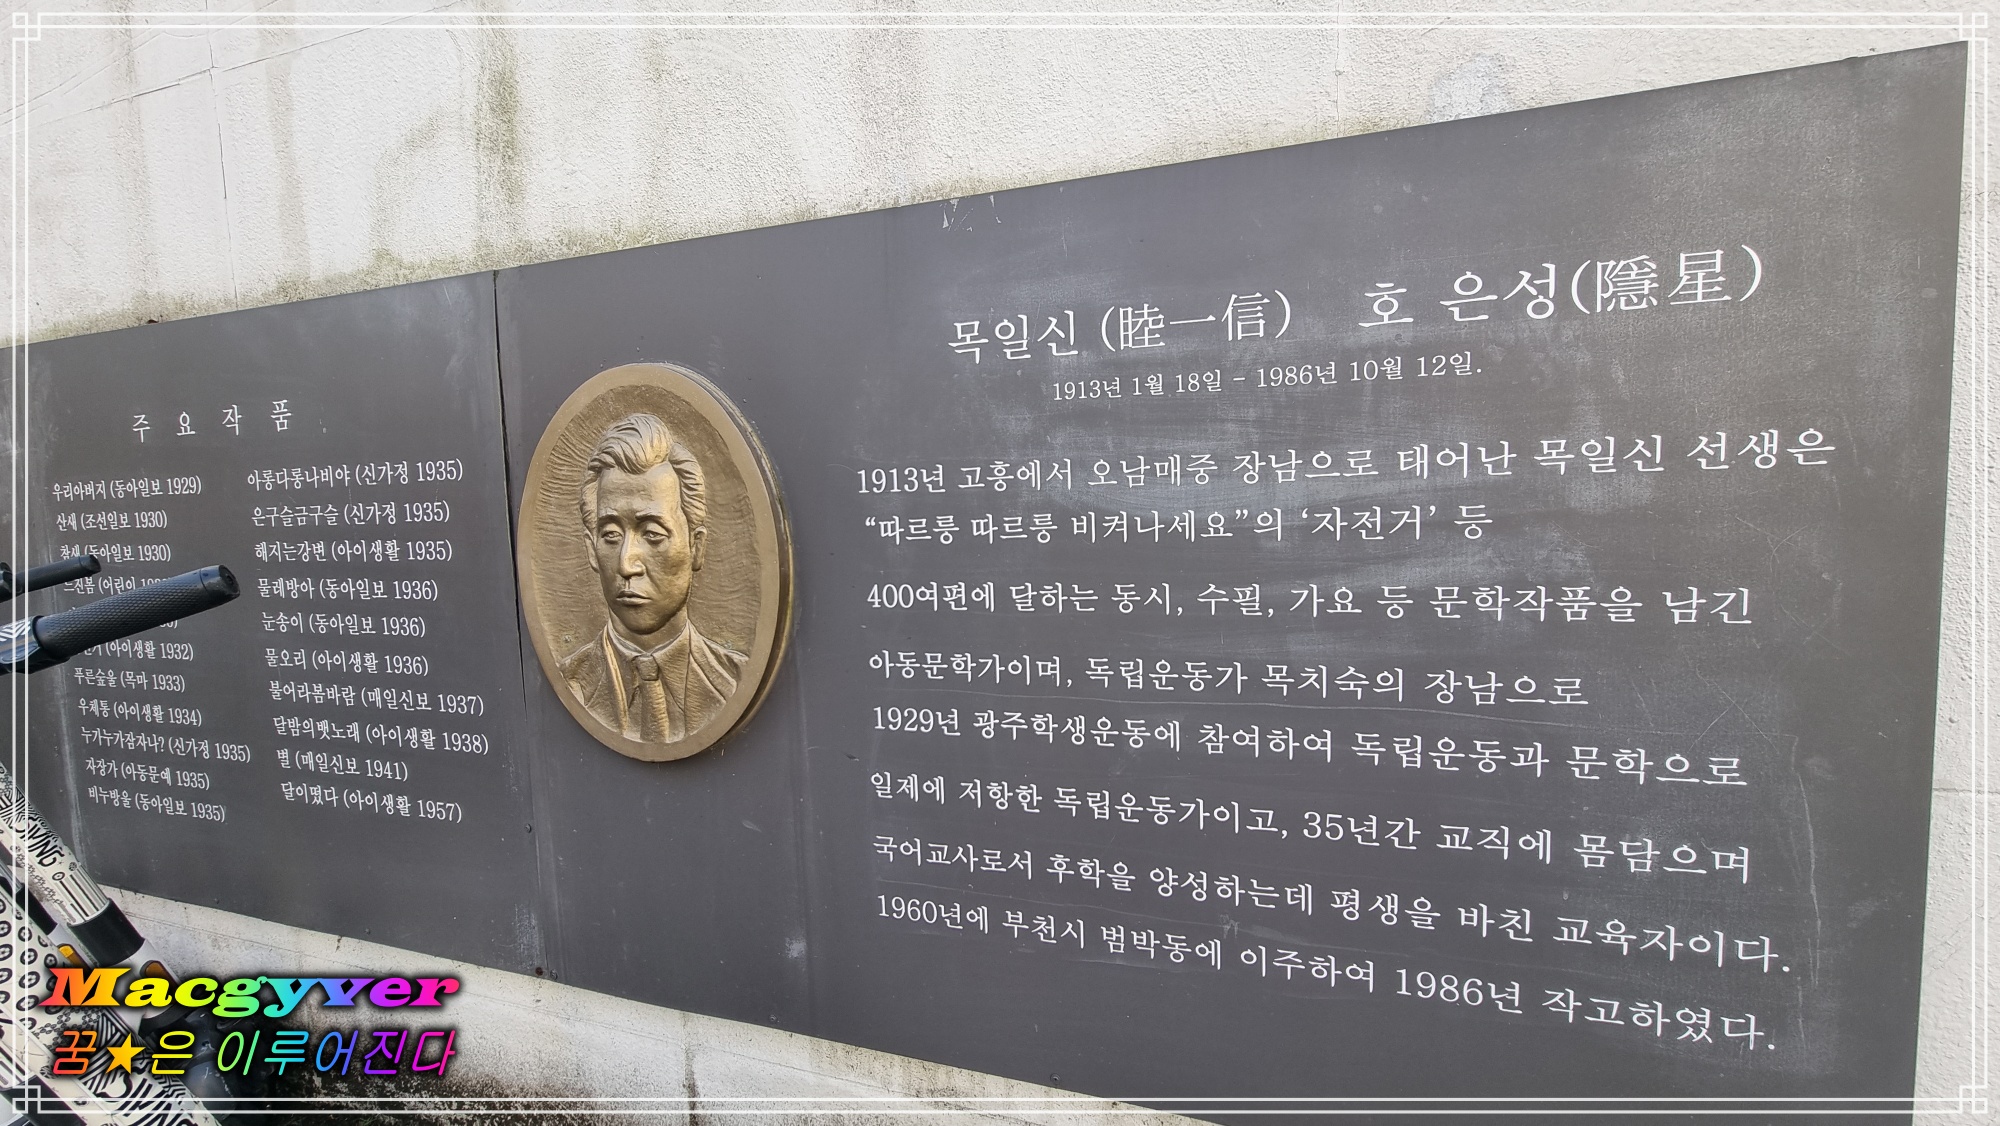 주 요 작 품
우리아버지 (동아일보 1929)
산새 (조선일보 1930)
참새 (동아일보 1930)
(어린이
(아이생활 1932)
푸른숲을 (목마 1933)
우체통 (아이생활 1934)
누가누가잠자나? (신가정 1935)
자장가 (아동문예 1935)
비누방울 (동아일보 1935)
아롱다롱나비야 (신가정 1935)
은구슬금구슬 (신가정 1935)
해지는강변 (아이생활 1935)
물레방아 (동아일보 1936)
눈송이 (동아일보 1936)
물오리 (아이생활 1936)
불어라봄바람 (매일신보 1937)
달밤의뱃노래 (아이생활 1938)
별 (매일신보 1941)
달이떴다 (아이생활 1957)
목일신 (睦一信) 호 은성(隱星)
1913년 1월 18일 - 1986년 10월 12일.
1913년 고흥에서 오남매중 장남으로 태어난 목일신 선생은
“따르릉 따르릉 비켜나세요”의 ‘자전거’ 등
400여편에 달하는 동시, 수필, 가요 등 문학작품을 남긴
아동문학가이며, 독립운동가 목치숙의 장남으로
1929년 광주학생운동에 참여하여 독립운동과 문학으로
일제에 저항한 독립운동가이고, 35년간 교직에 몸담으며
국어교사로서 후학을 양성하는데 평생을 바친 교육자이다.
1960년에 부천시 범박동에 이주하여 1986년 작고하였다.
Macgyver
꿈★은 이루어진다